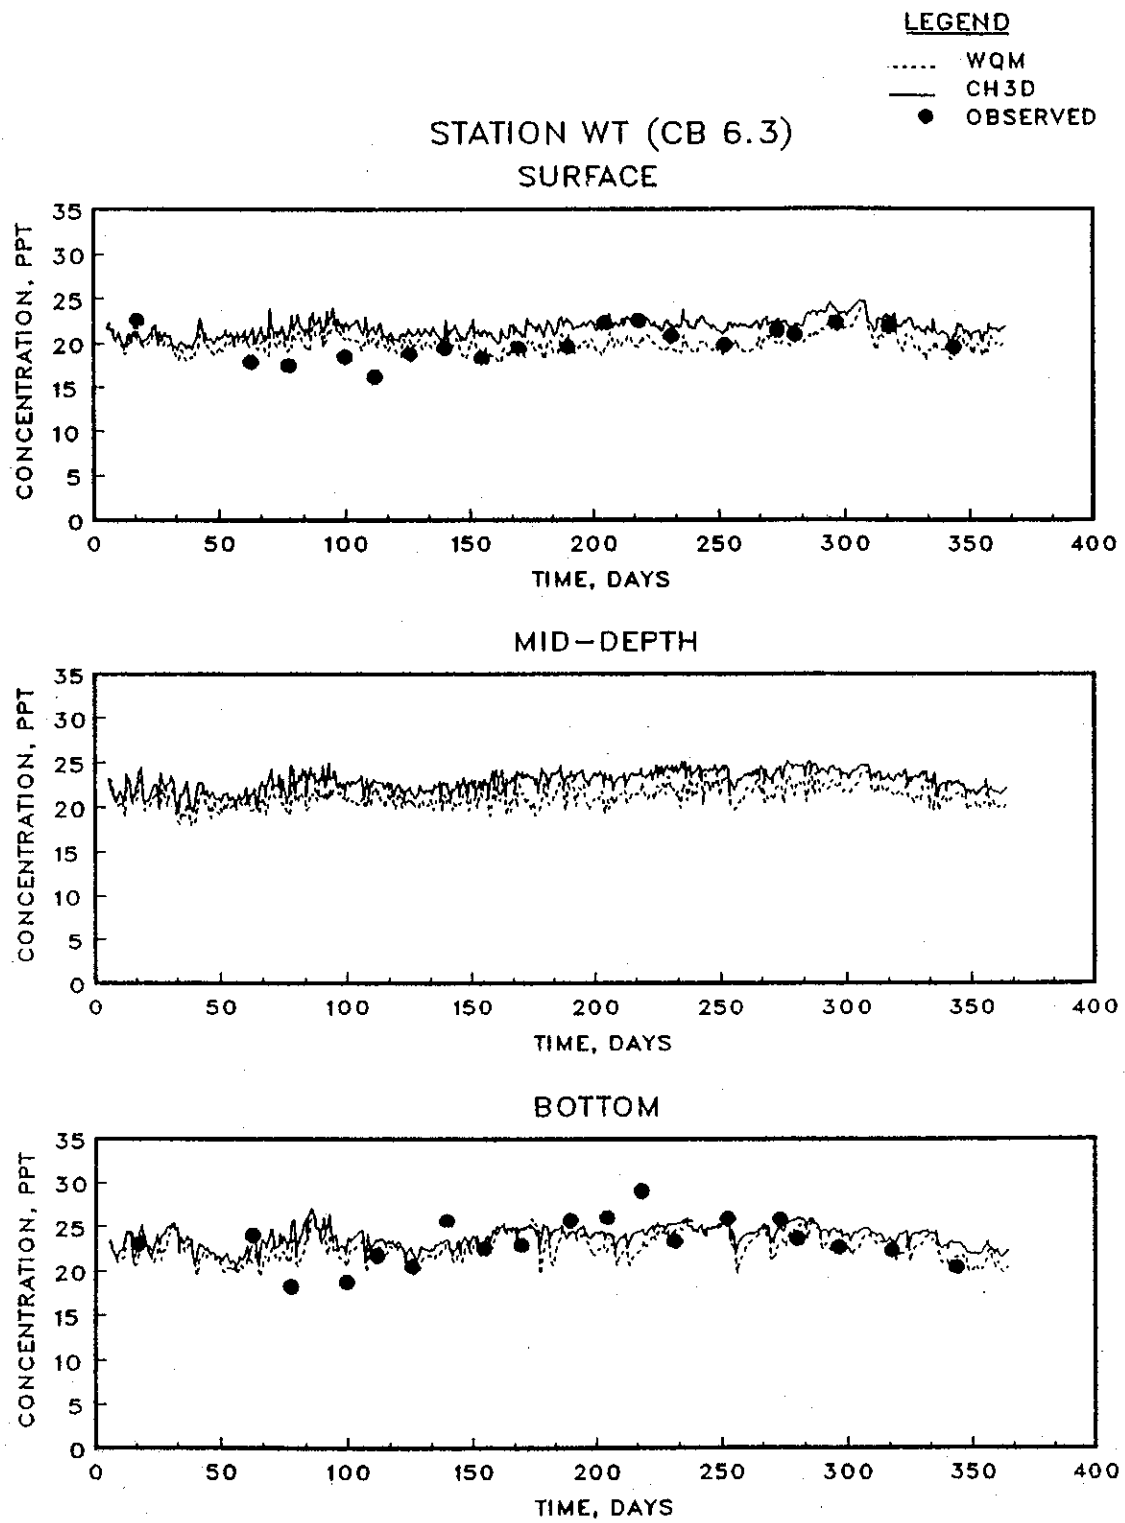 LEGEND
WQM
CH3D
OBSERVED
STATION WT (CB 6.3)
SURFACE
CONCENTRATION, PPT
35
30
25
20
15
10
5
0
0 50 100 150 200 250 300 350 400
TIME, DAYS
MID-DEPTH
CONCENTRATION, PPT
35
30
25
20
15
10
5
0
0 50 100 150 200 250 300 350 400
TIME, DAYS
BOTTOM
CONCENTRATION, PPT
35
30
25
20
15
10
5
0
0 50 100 150 200 250 300 350 400
TIME, DAYS